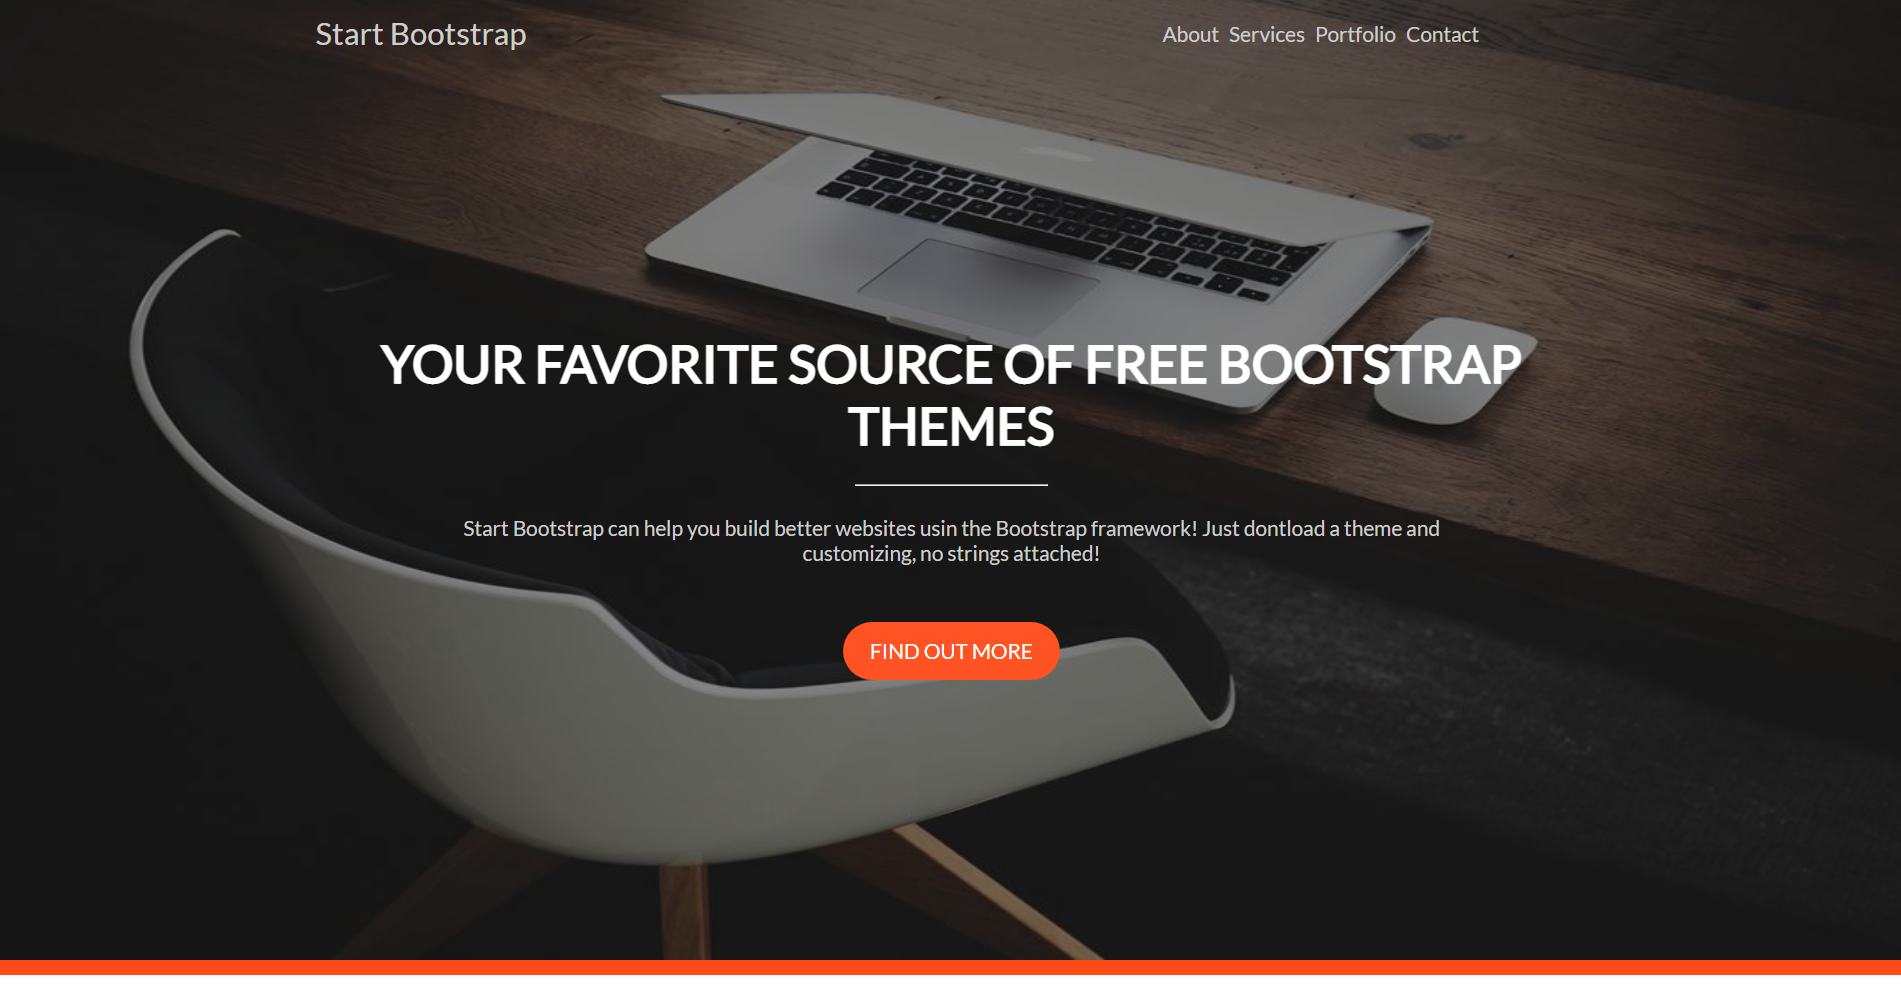 Start Bootstrap
About Services Portfolio Contact
YOUR FAVORITE SOURCE OF FREE BOOTSTRAP
THEMES
Start Bootstrap can help you build better websites usin the Bootstrap framework! Just dontload a theme and
customizing, no strings attached!
FIND OUT MORE